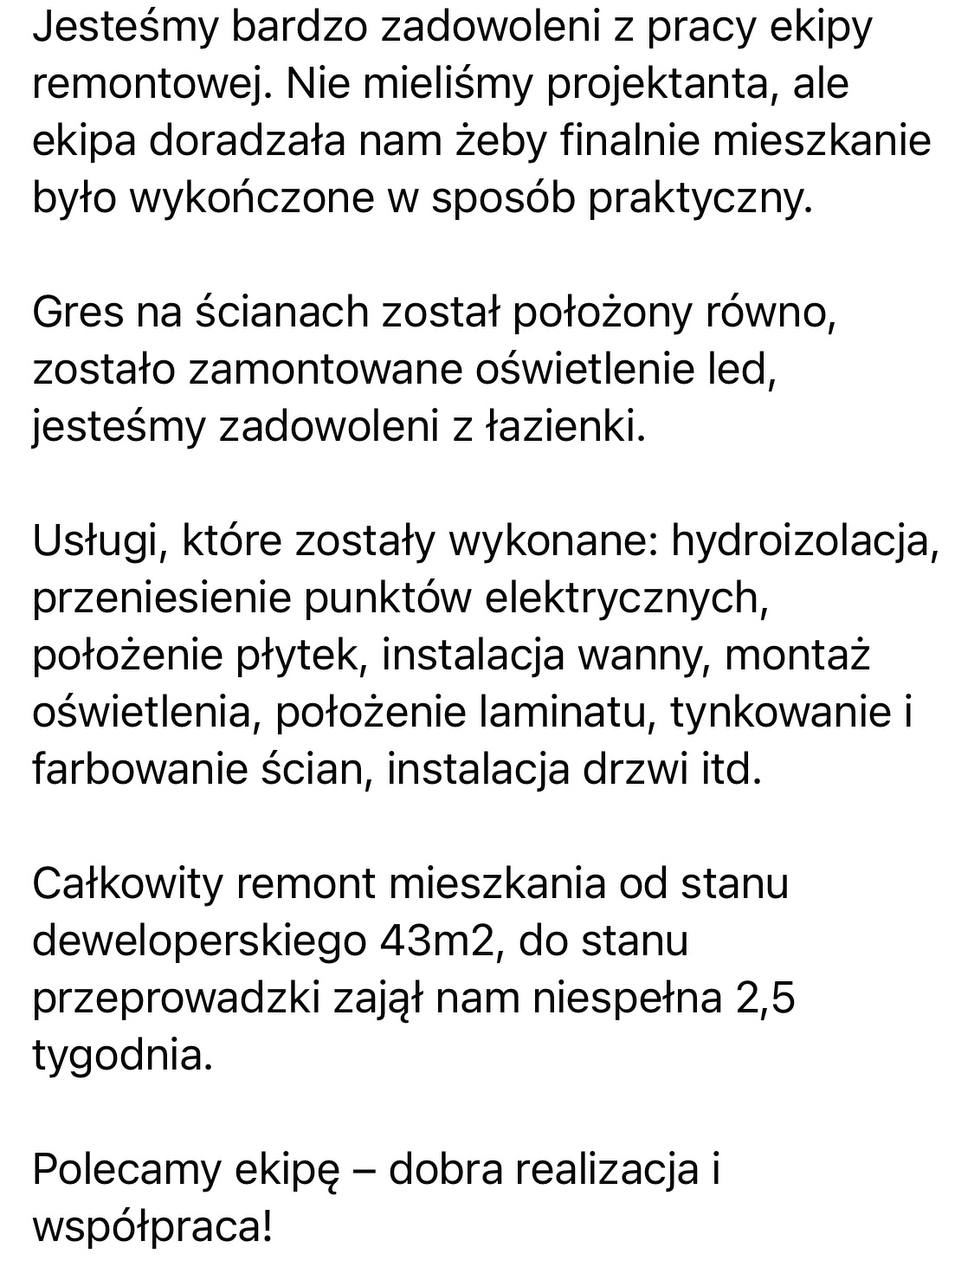 Jesteśmy bardzo zadowoleni z pracy ekipy
remontowej. Nie mieliśmy projektanta, ale
ekipa doradzała nam żeby finalnie mieszkanie
było wykończone w sposób praktyczny.

Gres na ścianach został położony równo,
zostało zamontowane oświetlenie led,
jesteśmy zadowoleni z łazienki.

Usługi, które zostały wykonane: hydroizolacja,
przeniesienie punktów elektrycznych,
położenie płytek, instalacja wanny, montaż
oświetlenia, położenie laminatu, tynkowanie i
farbowanie ścian, instalacja drzwi itd.

Całkowity remont mieszkania od stanu
deweloperskiego 43m2, do stanu
przeprowadzki zajął nam niespełna 2,5
tygodnia.

Polecamy ekipę – dobra realizacja i
współpraca!